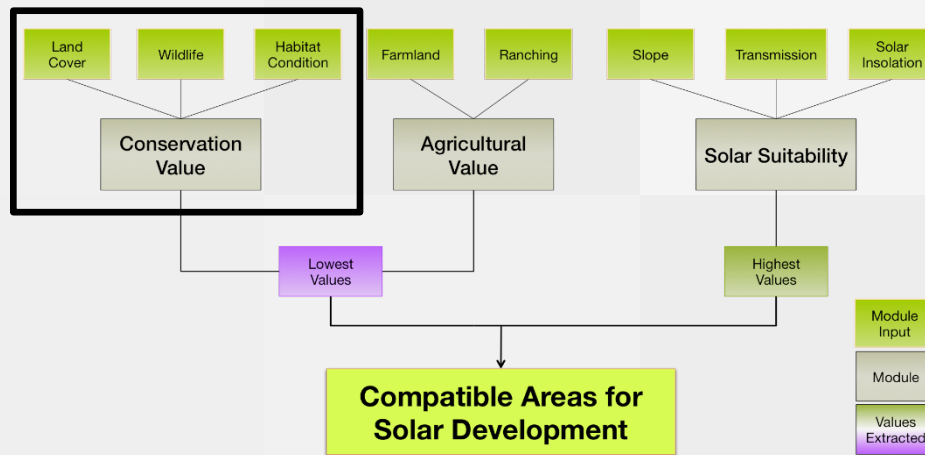 Land
Cover
Wildlife
Habitat
Condition
Farmland
Ranching
Slope
Transmission
Solar
Insolation
Conservation
Value
Agricultural
Value
Solar Suitability
Lowest
Values
Highest
Values
Compatible Areas for
Solar Development
Module
Input
Module
Values
Extracted